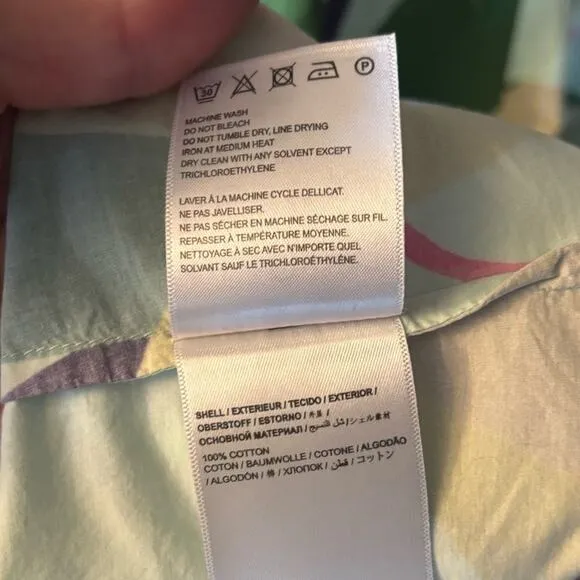 30 P
MACHINE WASH
DO NOT BLEACH
DO NOT TUMBLE DRY, LINE DRYING
IRON AT MEDIUM HEAT
DRY CLEAN WITH ANY SOLVENT EXCEPT
TRICHLOROETHYLENE
LAVER À LA MACHINE CYCLE DELLICAT.
NE PAS JAVELLISER.
NE PAS SÉCHER EN MACHINE SÉCHAGE SUR FIL.
REPASSER À TEMPÉRATURE MOYENNE.
NETTOYAGE À SEC AVEC N'IMPORTE QUEL
SOLVANT SAUF LE TRICHLOROÉTHYLÉNE.
SHELL / EXTERIEUR / TECIDO / EXTERIOR /
OBERSTOFF / ESTORNO / 外层 /
ОСНОВНОЙ МАТЕРИАЛ / シェル素材
100% COTTON
COTON / BAUMWOLLE / COTONE / ALGODÃO
/ ALGODÓN / 棉 / ХЛОПОК / قطن / コットン